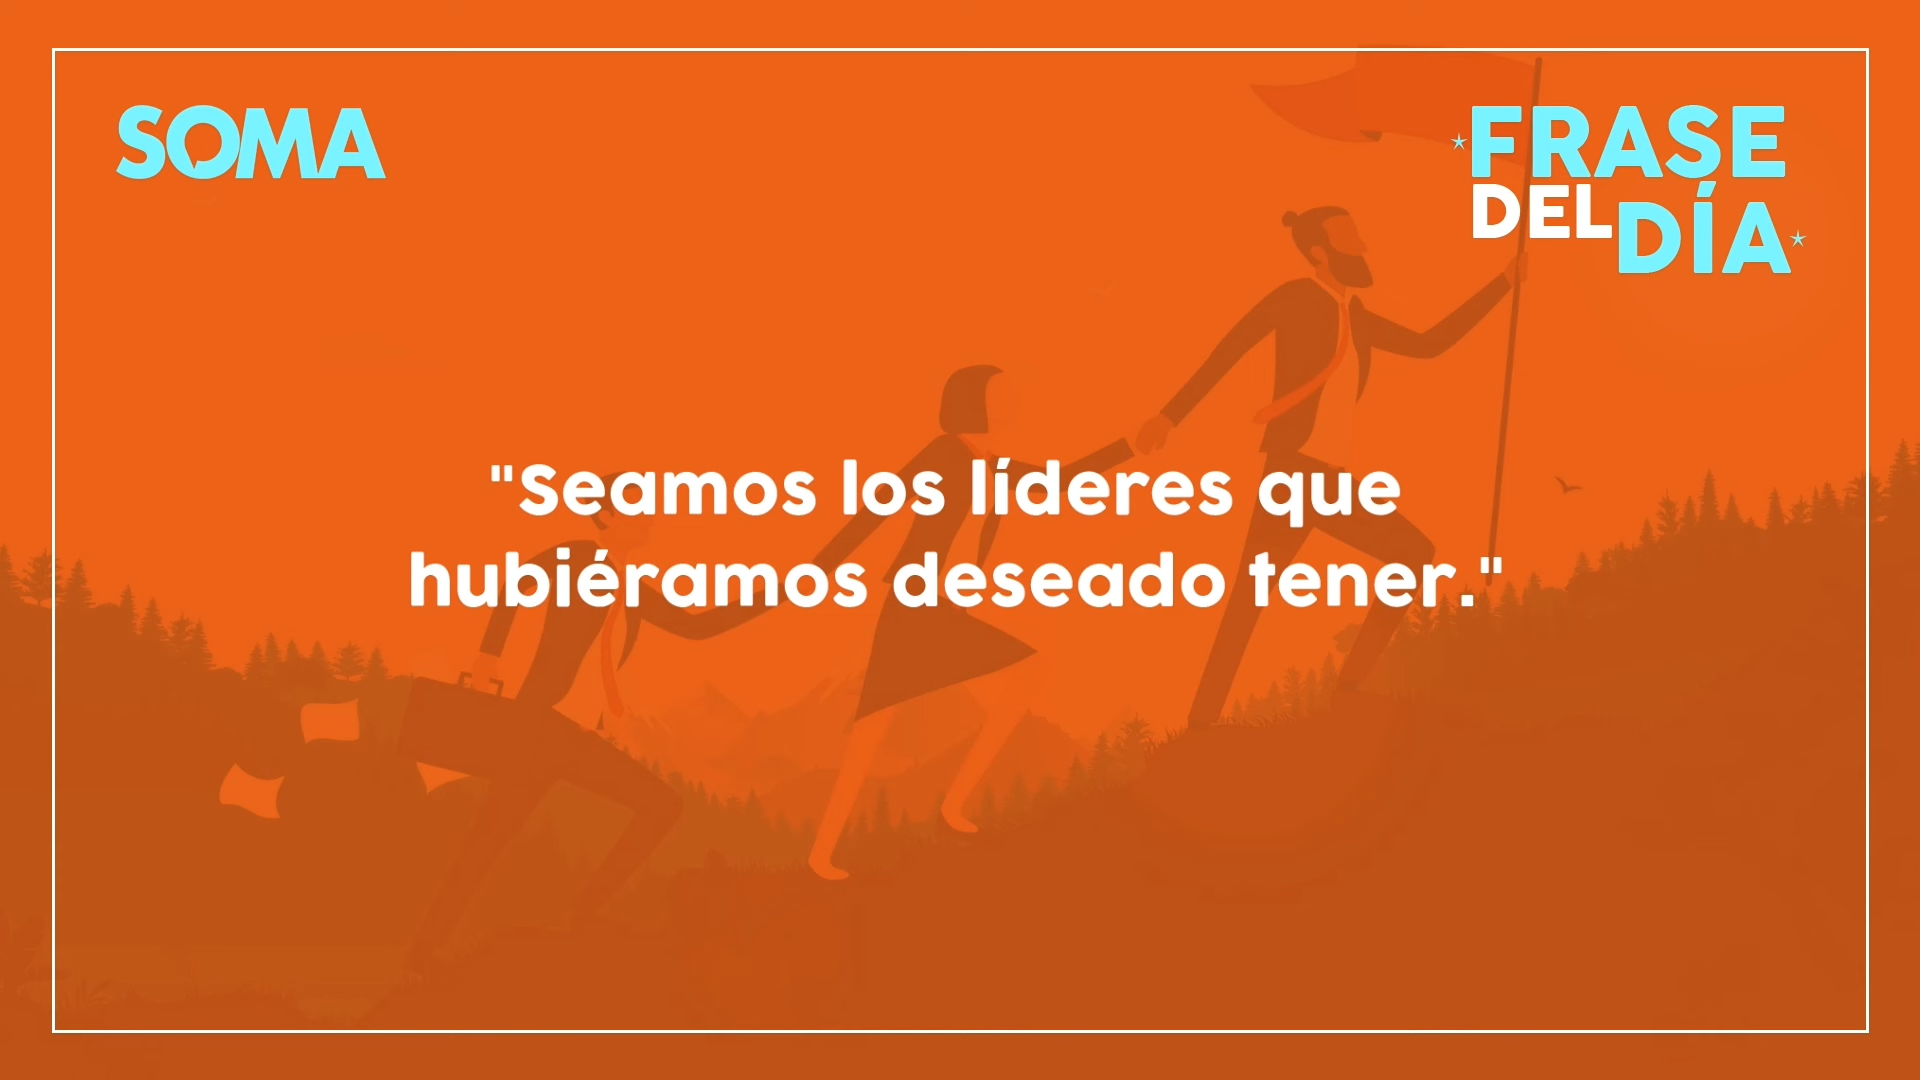 SOMA
FRASE
DEL DÍA
"Seamos los líderes que
hubiéramos deseado tener."